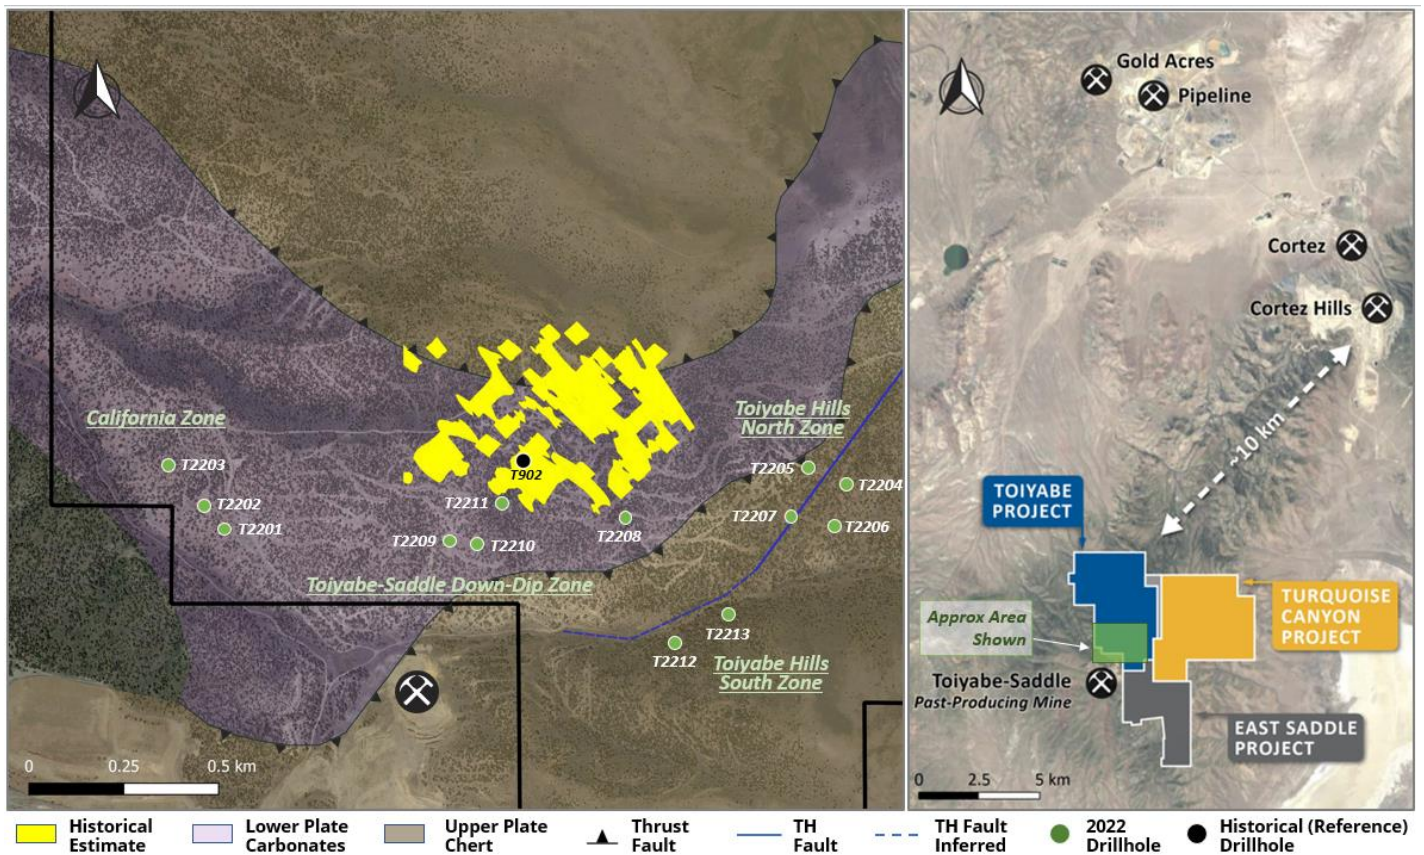 California Zone
T2203
T2202
T2201
T902
T2211
T2209
T2210
T2208
Toiyabe-Saddle Down-Dip Zone
Toiyabe Hills
North Zone
T2205
T2204
T2207
T2206
T2213
T2212
Toiyabe Hills
South Zone
0 0.25 0.5 km
Gold Acres
Pipeline
Cortez
Cortez Hills
~10 km
TOIYABE
PROJECT
TURQUOISE
CANYON
PROJECT
Approx Area
Shown
Toiyabe-Saddle
Past-Producing Mine
EAST SADDLE
PROJECT
0 2.5 5 km
Historical
Estimate
Lower Plate
Carbonates
Upper Plate
Chert
Thrust
Fault
TH
Fault
TH Fault
Inferred
2022
Drillhole
Historical (Reference)
Drillhole